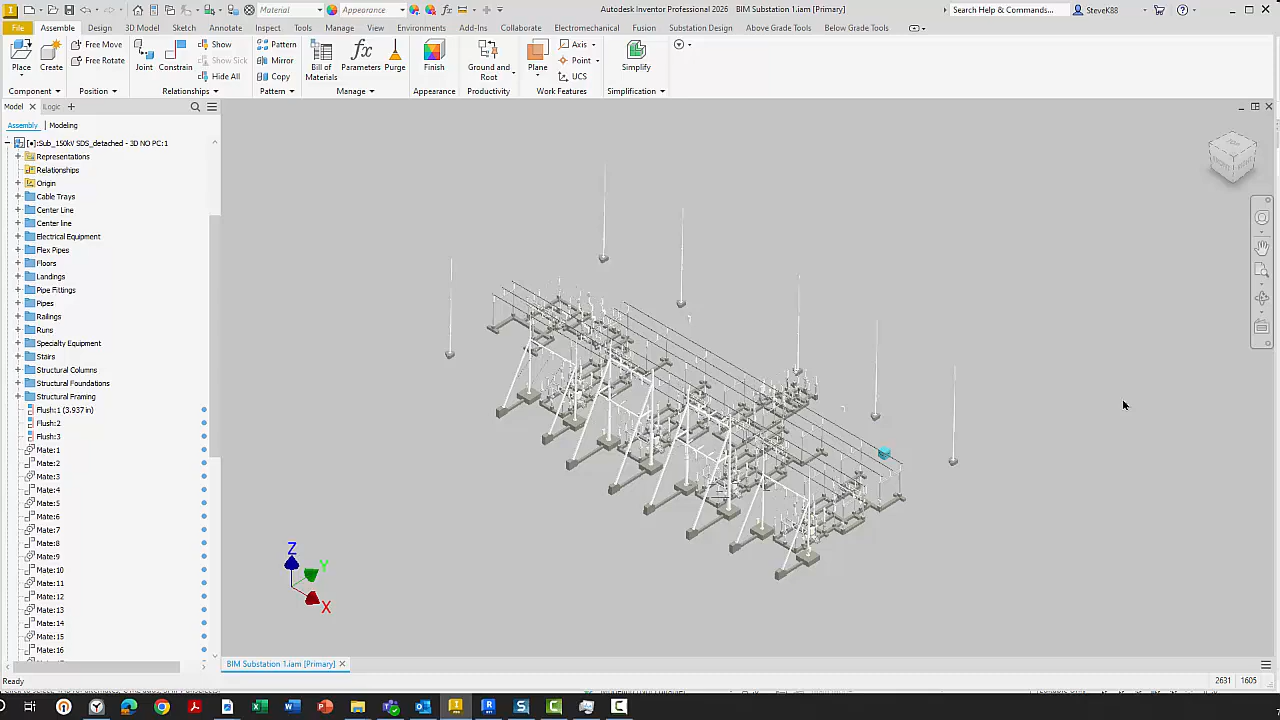 Material
Appearance
Autodesk Inventor Professional 2026
BIM Substation 1.iam [Primary]
Search Help & Commands...
SteveK88
File
Assemble
Design
3D Model
Sketch
Annotate
Inspect
Tools
Manage
View
Environments
Add-Ins
Collaborate
Electromechanical
Fusion
Substation Design
Above Grade Tools
Below Grade Tools
Free Move
Show
Pattern
Axis
Free Rotate
Show Sick
Mirror
Point
Place
Create
Joint
Constrain
Hide All
Copy
Bill of
Materials
Parameters
Purge
Finish
Ground and
Root
Plane
UCS
Simplify
Component
Position
Relationships
Pattern
Manage
Appearance
Productivity
Work Features
Simplification
Model
iLogic
Assembly
Modeling
[●]:Sub_150kV SDS_detached - 3D NO PC:1
Representations
Relationships
Origin
Cable Trays
Center Line
Center line
Electrical Equipment
Flex Pipes
Floors
Landings
Pipe Fittings
Pipes
Railings
Runs
Specialty Equipment
Stairs
Structural Columns
Structural Foundations
Structural Framing
Flush:1 (3.937 in)
Flush:2
Flush:3
Mate:1
Mate:2
Mate:3
Mate:4
Mate:5
Mate:6
Mate:7
Mate:8
Mate:9
Mate:10
Mate:11
Mate:12
Mate:13
Mate:14
Mate:15
Mate:16
Z
Y
X
BIM Substation 1.iam [Primary]
Ready
2631
1605